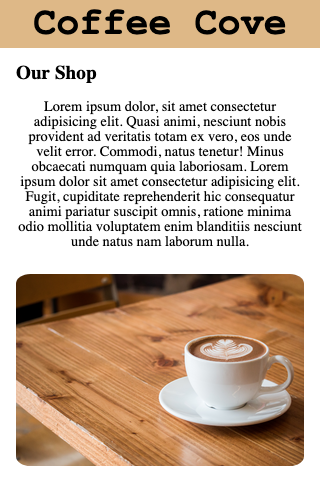 Coffee Cove
Our Shop
Lorem ipsum dolor, sit amet consectetur
adipisicing elit. Quasi animi, nesciunt nobis
provident ad veritatis totam ex vero, eos unde
velit error. Commodi, natus tenetur! Minus
obcaecati numquam quia laboriosam. Lorem
ipsum dolor sit amet consectetur adipisicing elit.
Fugit, cupiditate reprehenderit hic consequatur
animi pariatur suscipit omnis, ratione minima
odio mollitia voluptatem enim blanditiis nesciunt
unde natus nam laborum nulla.